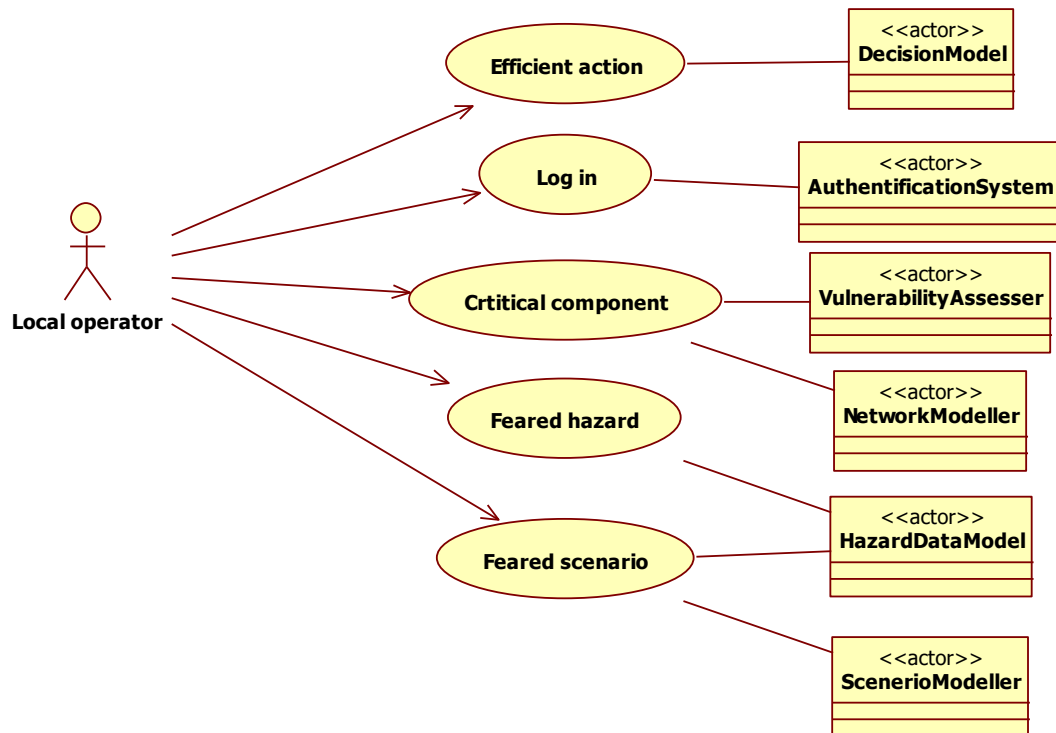 <<actor>>
DecisionModel
Efficient action
<<actor>>
AuthentificationSystem
Log in
<<actor>>
VulnerabilityAssesser
Crtitical component
Local operator
<<actor>>
NetworkModeller
Feared hazard
<<actor>>
HazardDataModel
Feared scenario
<<actor>>
ScenerioModeller